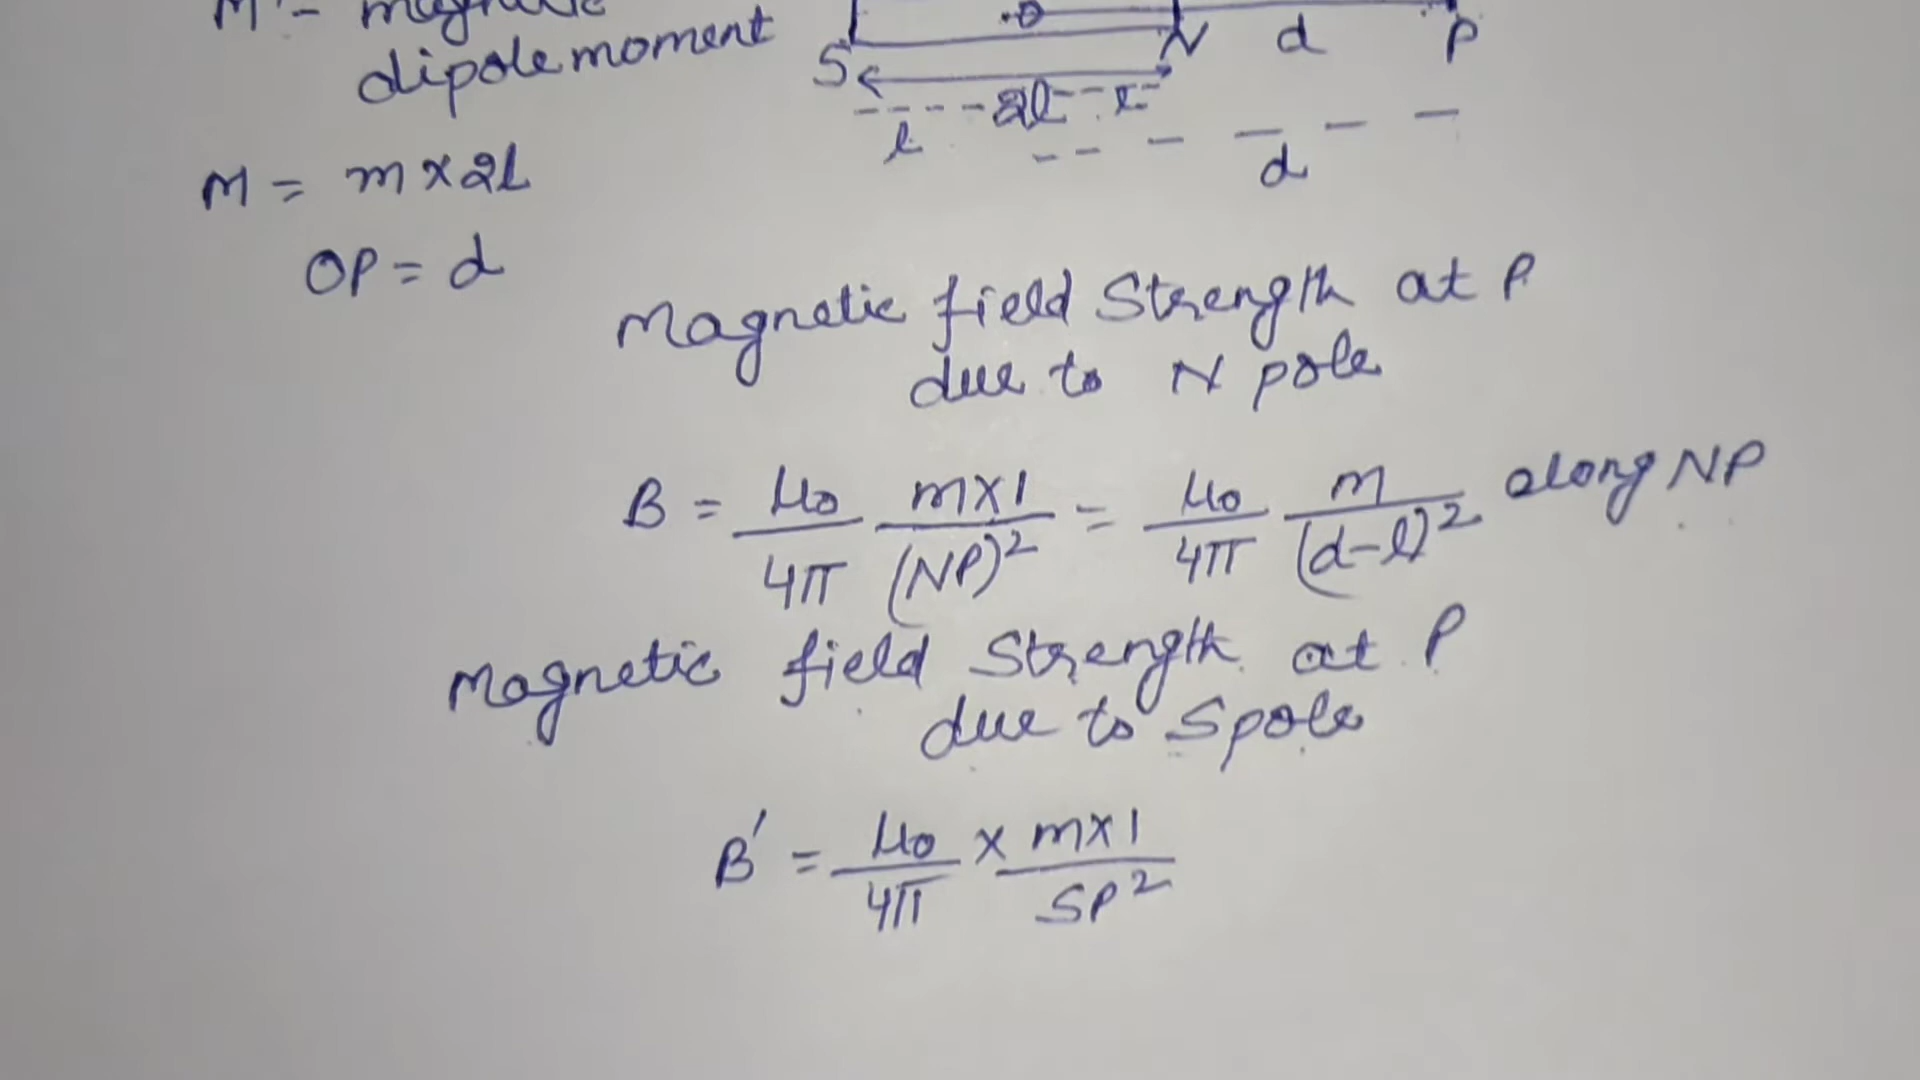 M - magnetic
dipole moment
S N d P
2l l
l d
M = m × 2l
OP = d
Magnetic field Strength at P
due to N pole
B = μ₀/4π m×1/(NP)² = μ₀/4π m/(d-l)² along NP
Magnetic field Strength at P
due to S pole
B' = μ₀/4π × m×1/SP²